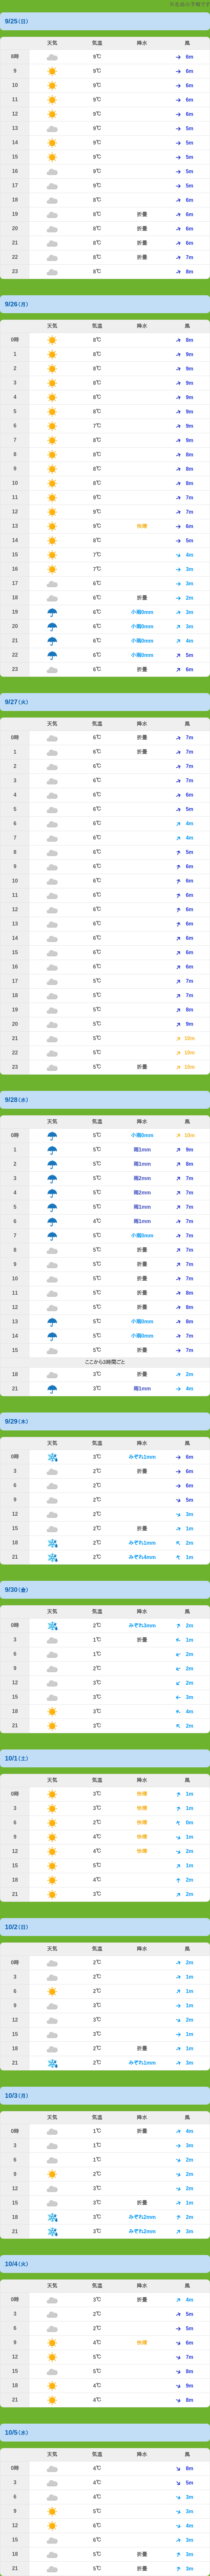 の名寄の予報です
9/25(日)
天気 気温 降水 風
8時 9℃ 6m
9 9℃ 6m
10 9℃ 6m
11 9℃ 6m
12 9℃ 6m
13 9℃ 5m
14 9℃ 5m
15 9℃ 5m
16 9℃ 5m
17 9℃ 5m
18 8℃ 6m
19 8℃ 折畳 6m
20 8℃ 折畳 6m
21 8℃ 折畳 6m
22 8℃ 折畳 7m
23 8℃ 8m
9/26(月)
天気 気温 降水 風
0時 8℃ 8m
1 8℃ 9m
2 8℃ 9m
3 8℃ 9m
4 8℃ 9m
5 8℃ 9m
6 7℃ 9m
7 8℃ 9m
8 8℃ 8m
9 8℃ 8m
10 8℃ 8m
11 9℃ 7m
12 9℃ 7m
13 9℃ 快晴 6m
14 8℃ 5m
15 7℃ 4m
16 7℃ 3m
17 6℃ 3m
18 6℃ 折畳 2m
19 6℃ 小雨0mm 3m
20 6℃ 小雨0mm 3m
21 6℃ 小雨0mm 4m
22 6℃ 小雨0mm 5m
23 6℃ 折畳 6m
9/27(火)
天気 気温 降水 風
0時 6℃ 折畳 7m
1 6℃ 折畳 7m
2 6℃ 7m
3 6℃ 7m
4 6℃ 6m
5 6℃ 5m
6 6℃ 4m
7 6℃ 4m
8 6℃ 5m
9 6℃ 6m
10 6℃ 6m
11 6℃ 6m
12 6℃ 6m
13 6℃ 6m
14 6℃ 6m
15 6℃ 6m
16 6℃ 6m
17 5℃ 7m
18 5℃ 7m
19 5℃ 8m
20 5℃ 9m
21 5℃ 10m
22 5℃ 10m
23 5℃ 折畳 10m
9/28(水)
天気 気温 降水 風
0時 5℃ 小雨0mm 10m
1 5℃ 雨1mm 9m
2 5℃ 雨1mm 8m
3 5℃ 雨2mm 7m
4 5℃ 雨2mm 7m
5 5℃ 雨1mm 7m
6 4℃ 雨1mm 7m
7 5℃ 小雨0mm 7m
8 5℃ 折畳 7m
9 5℃ 折畳 7m
10 5℃ 折畳 7m
11 5℃ 折畳 8m
12 5℃ 折畳 8m
13 5℃ 小雨0mm 8m
14 5℃ 小雨0mm 7m
15 5℃ 折畳 7m
ここから3時間ごと
18 3℃ 折畳 2m
21 3℃ 雨1mm 4m
9/29(木)
天気 気温 降水 風
0時 3℃ みぞれ1mm 6m
3 2℃ 折畳 6m
6 2℃ 6m
9 2℃ 5m
12 2℃ 3m
15 2℃ 折畳 1m
18 2℃ みぞれ1mm 2m
21 2℃ みぞれ4mm 1m
9/30(金)
天気 気温 降水 風
0時 2℃ みぞれ3mm 2m
3 1℃ 折畳 1m
6 1℃ 2m
9 2℃ 2m
12 3℃ 2m
15 3℃ 3m
18 3℃ 4m
21 3℃ 2m
10/1(土)
天気 気温 降水 風
0時 3℃ 快晴 1m
3 3℃ 快晴 1m
6 2℃ 快晴 0m
9 4℃ 快晴 1m
12 4℃ 快晴 2m
15 5℃ 1m
18 4℃ 2m
21 3℃ 2m
10/2(日)
天気 気温 降水 風
0時 2℃ 2m
3 2℃ 1m
6 2℃ 1m
9 3℃ 1m
12 3℃ 2m
15 3℃ 1m
18 2℃ 折畳 1m
21 2℃ みぞれ1mm 3m
10/3(月)
天気 気温 降水 風
0時 1℃ 折畳 4m
3 1℃ 3m
6 1℃ 2m
9 2℃ 2m
12 3℃ 2m
15 3℃ 折畳 1m
18 3℃ みぞれ2mm 2m
21 3℃ みぞれ2mm 3m
10/4(火)
天気 気温 降水 風
0時 3℃ 折畳 4m
3 2℃ 5m
6 2℃ 5m
9 4℃ 快晴 6m
12 5℃ 7m
15 5℃ 8m
18 4℃ 9m
21 4℃ 8m
10/5(水)
天気 気温 降水 風
0時 4℃ 8m
3 4℃ 5m
6 4℃ 3m
9 5℃ 3m
12 6℃ 4m
15 6℃ 3m
18 5℃ 折畳 3m
21 5℃ 折畳 3m